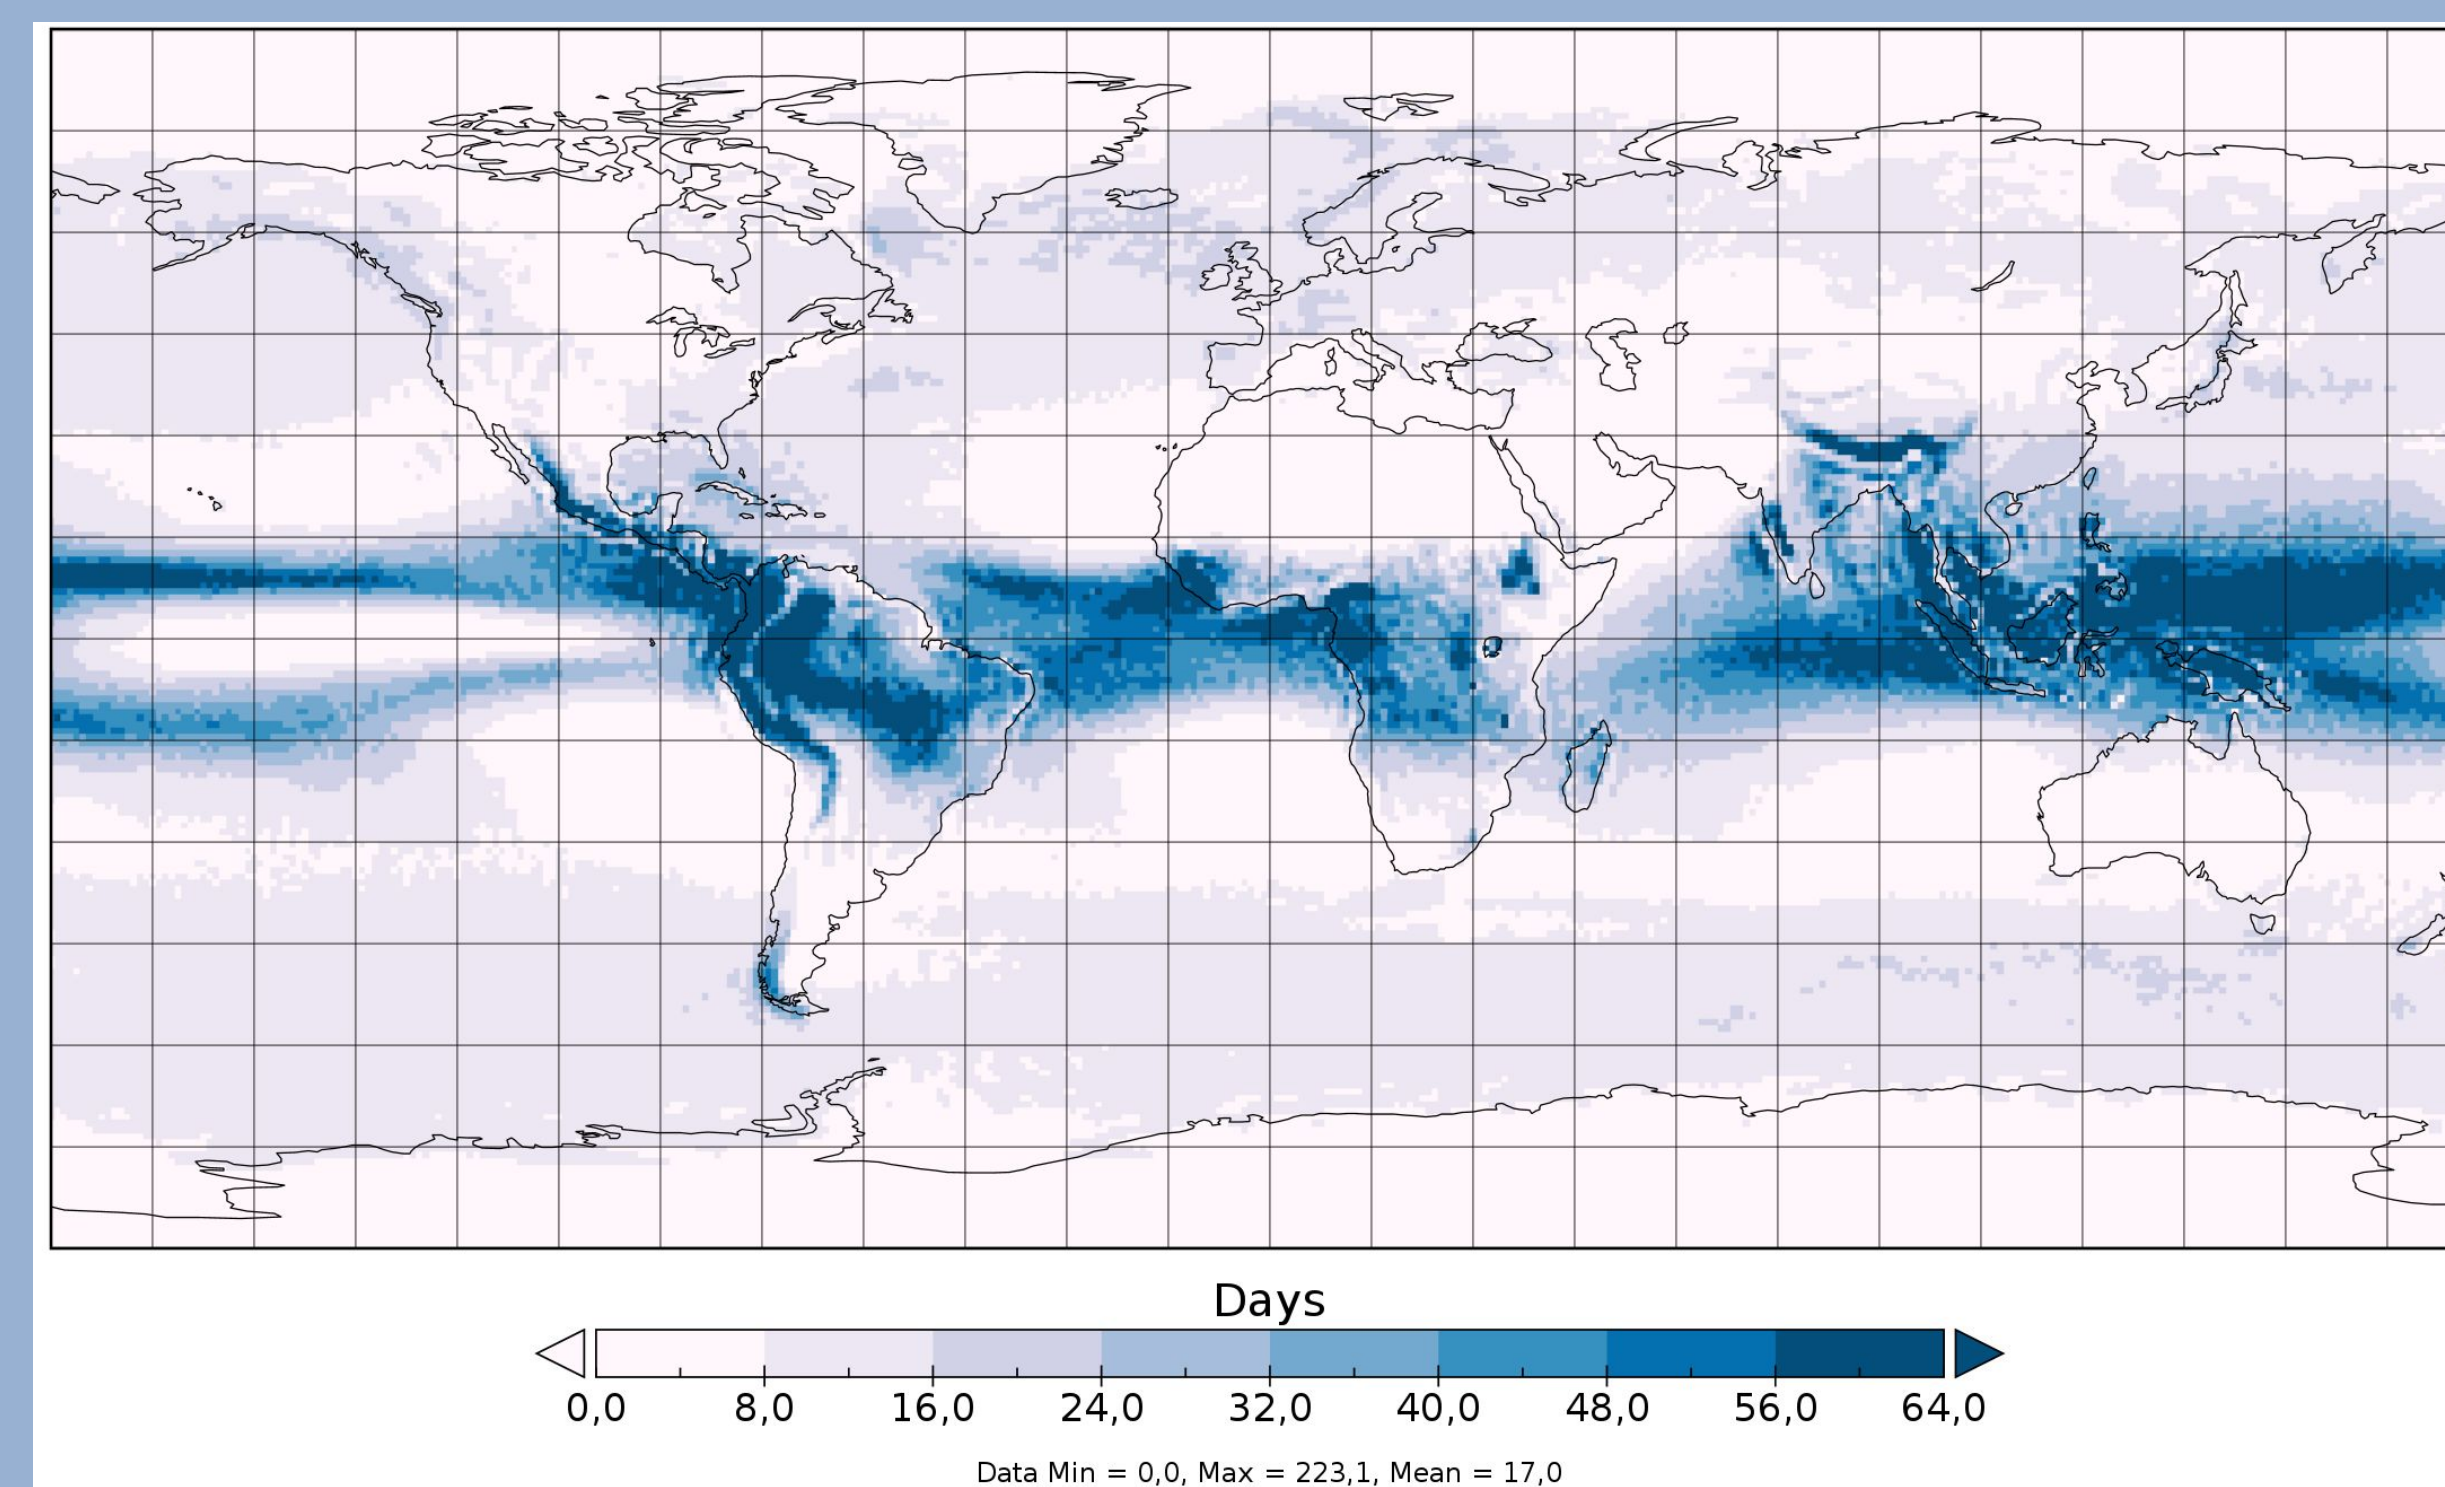 Days
0,0 8,0 16,0 24,0 32,0 40,0 48,0 56,0 64,0
Data Min = 0,0, Max = 223,1, Mean = 17,0